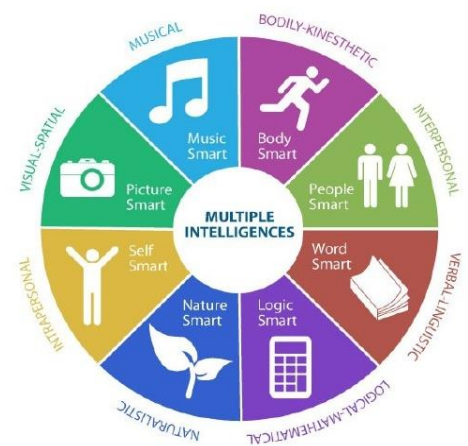 MUSICAL
BODILY-KINESTHETIC
VISUAL-SPATIAL
INTERPERSONAL
Music
Smart
Body
Smart
Picture
Smart
People
Smart
MULTIPLE
INTELLIGENCES
Self
Smart
Word
Smart
Nature
Smart
Logic
Smart
INTRAPERSONAL
VERBAL-LINGUISTIC
NATURALISTIC
LOGICAL-MATHEMATICAL